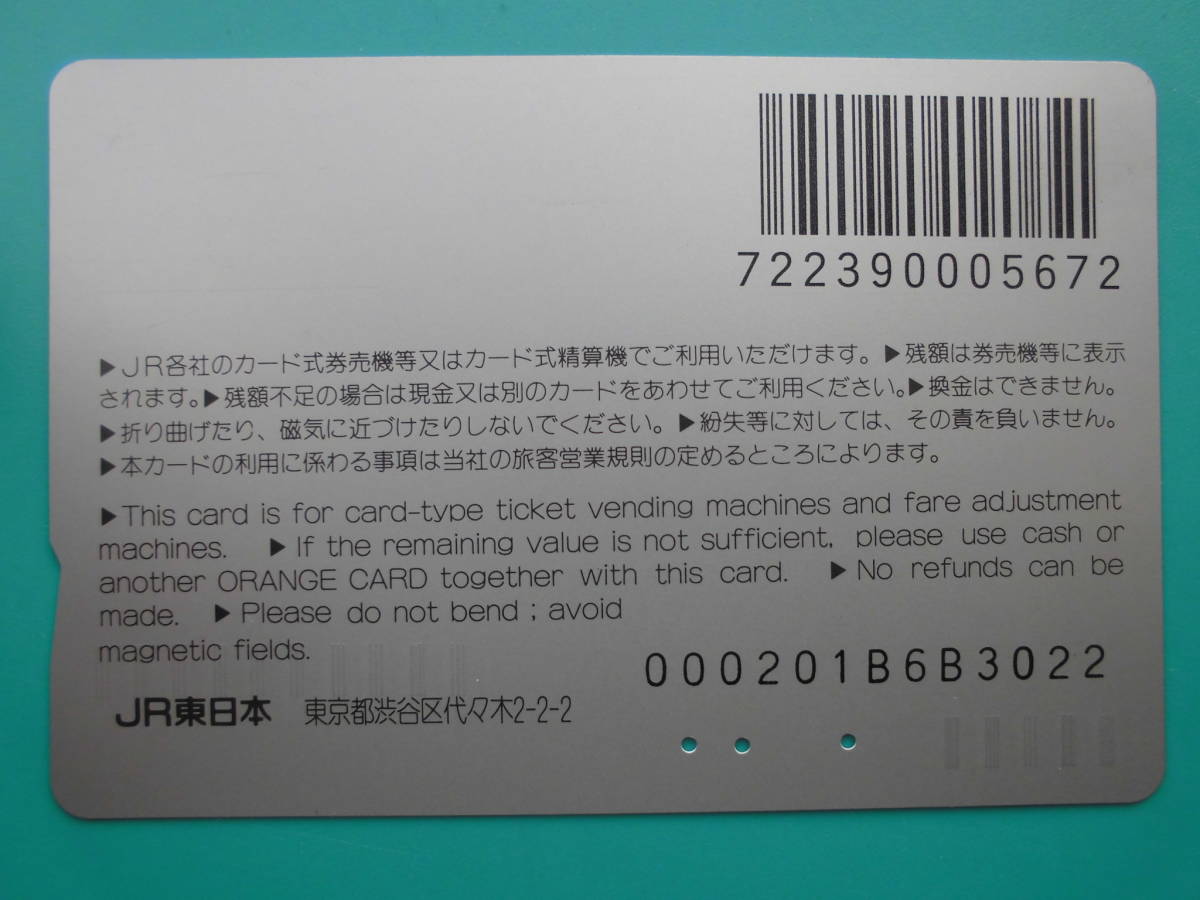 722390005672
▶JR各社のカード式券売機等又はカード式精算機でご利用いただけます。▶残額は券売機等に表示
されます。▶残額不足の場合は現金又は別のカードをあわせてご利用ください。▶換金はできません。
▶折り曲げたり、磁気に近づけたりしないでください。▶紛失等に対しては、その責を負いません。
▶本カードの利用に係わる事項は当社の旅客営業規則の定めるところによります。
▶This card is for card-type ticket vending machines and fare adjustment
machines. ▶If the remaining value is not sufficient, please use cash or
another ORANGE CARD together with this card. ▶No refunds can be
made. ▶Please do not bend ; avoid
magnetic fields.
000201B6B3022
JR東日本 東京都渋谷区代々木2-2-2